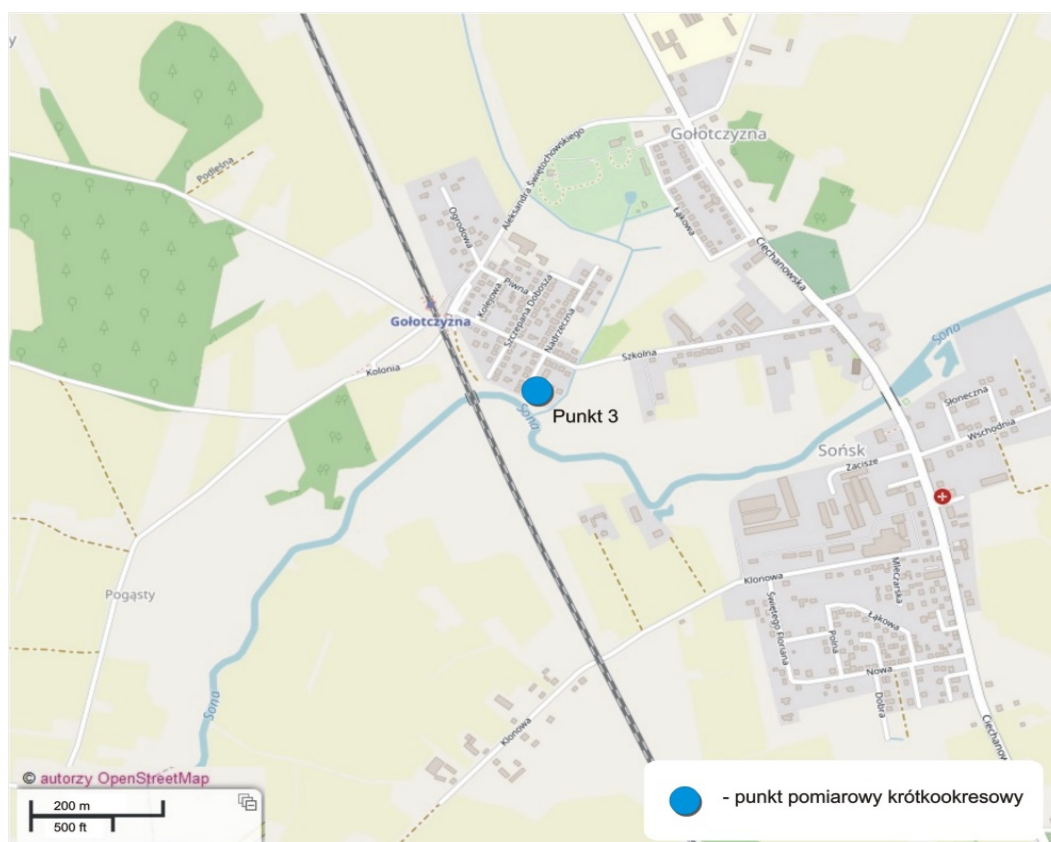 y
Gołotczyzna
Podleśna
Aleksandra Świętochowskiego
Ogrodowa
Łąkowa
Ciechanowska
Piwna
Kolejowa
Szczepana Dobosza
Nadrzeczna
Gołotczyzna
Szkolna
Kolonia
Sona
Sona
Punkt 3
Słoneczna
Wschodnia
Sońsk
Zacisze
Klonowa
Mleczarska
Pogąsty
Świętego Floriana
Łąkowa
Polna
Nowa
Dobra
Sona
Klonowa
Ciechanow
© autorzy OpenStreetMap
200 m
500 ft
- punkt pomiarowy krótkookresowy